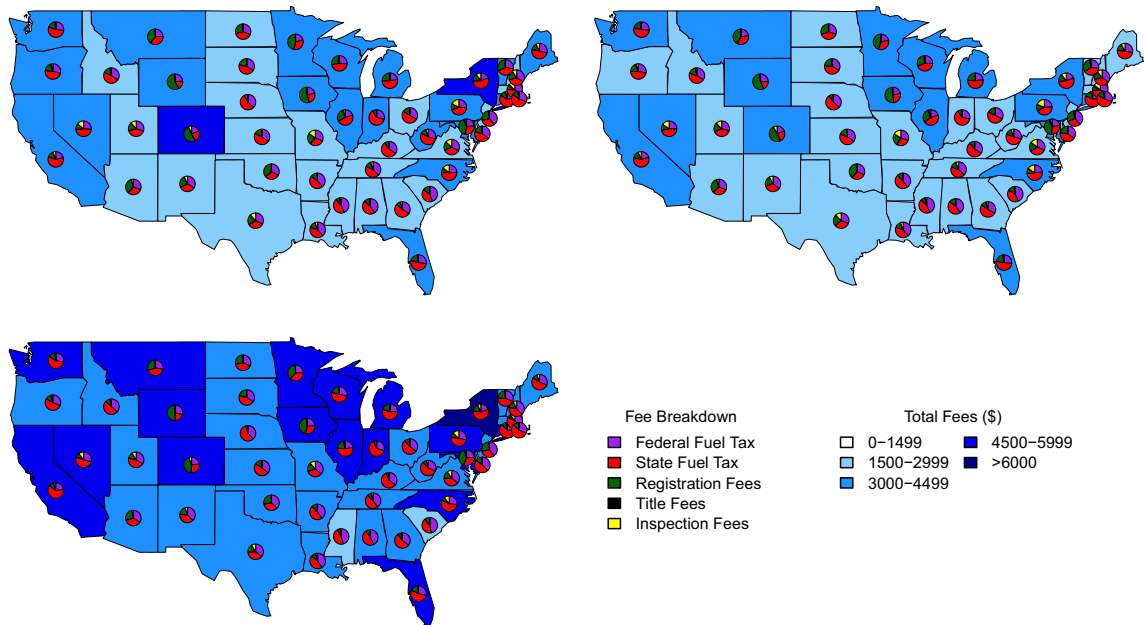 Fee Breakdown
Federal Fuel Tax
State Fuel Tax
Registration Fees
Title Fees
Inspection Fees
Total Fees ($)
0−1499
1500−2999
3000−4499
4500−5999
>6000